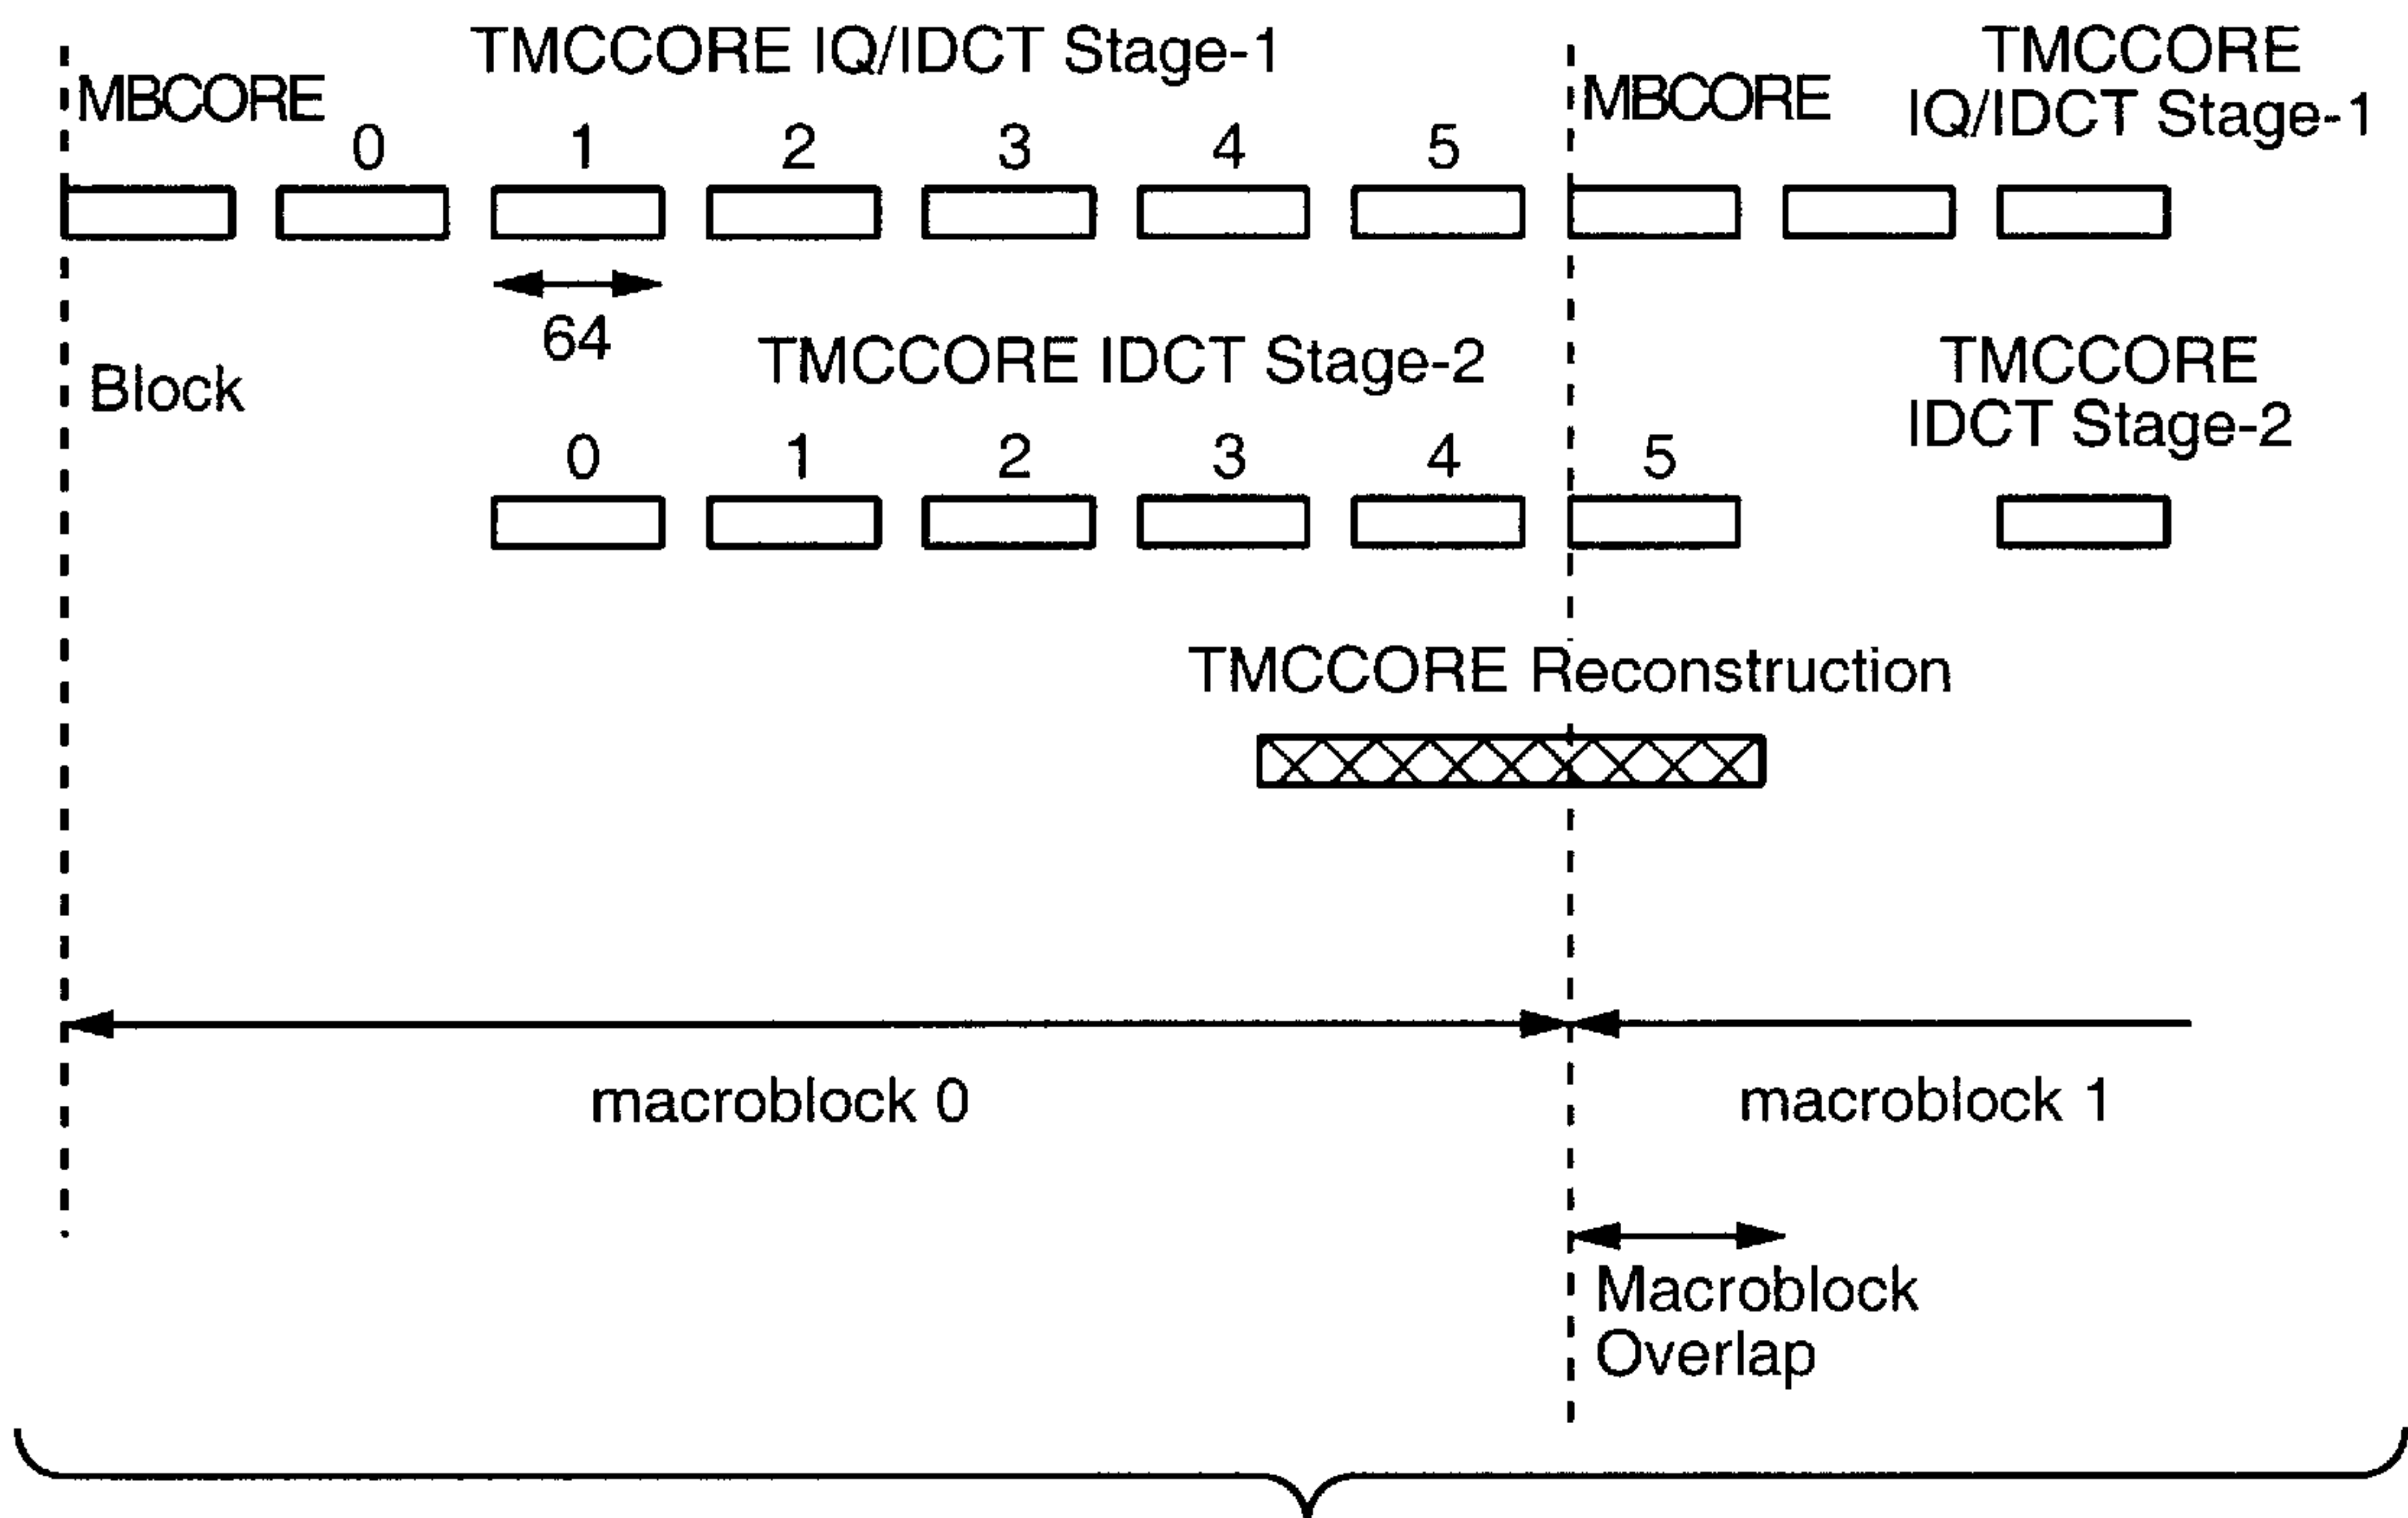 TMCCORE IQ/IDCT Stage-1
TMCCORE
IQ/IDCT Stage-1
MBCORE
MBCORE
0 1 2 3 4 5
64
Block
TMCCORE IDCT Stage-2
TMCCORE
IDCT Stage-2
0 1 2 3 4 5
TMCCORE Reconstruction
macroblock 0
macroblock 1
Macroblock
Overlap